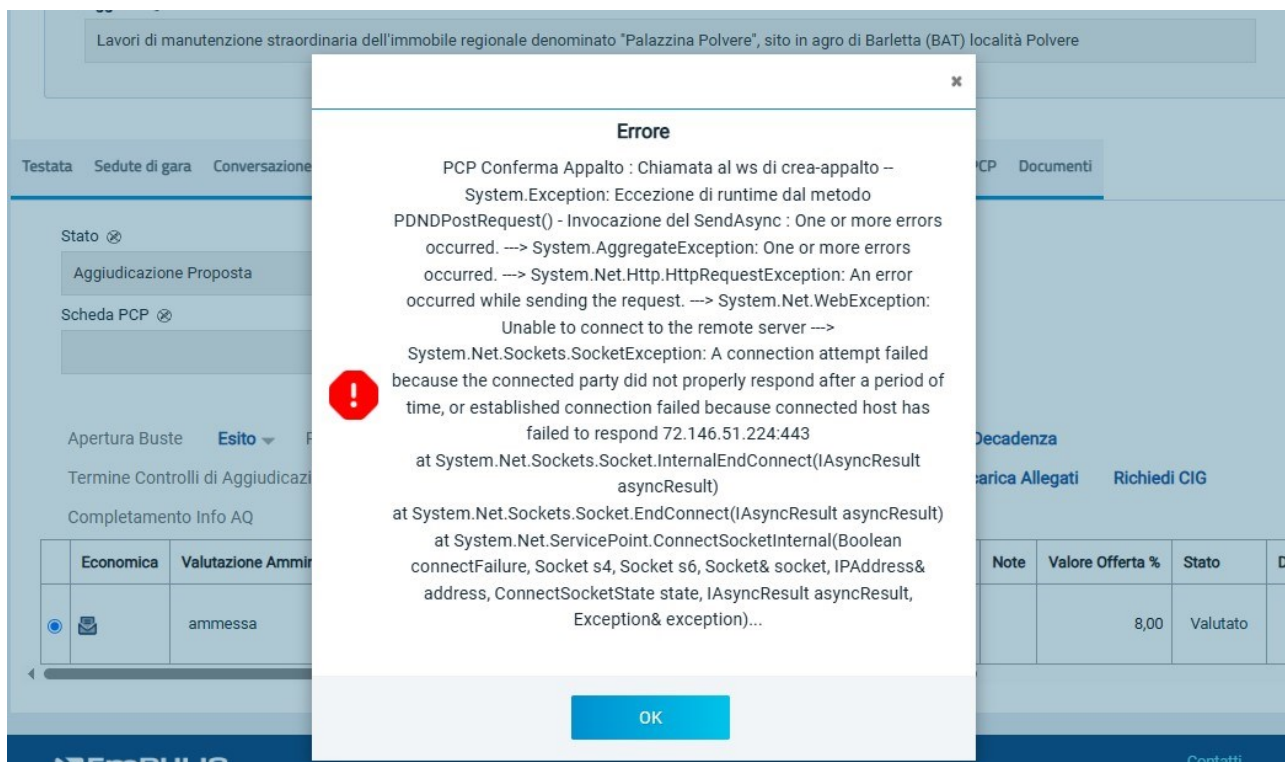 Lavori di manutenzione straordinaria dell'immobile regionale denominato "Palazzina Polvere", sito in agro di Barletta (BAT) località Polvere
×
Errore
Testata Sedute di gara Conversazione PCP Documenti
PCP Conferma Appalto : Chiamata al ws di crea-appalto --
System.Exception: Eccezione di runtime dal metodo
PDNDPostRequest() - Invocazione del SendAsync : One or more errors
occurred. ---> System.AggregateException: One or more errors
occurred. ---> System.Net.Http.HttpRequestException: An error
occurred while sending the request. ---> System.Net.WebException:
Unable to connect to the remote server --->
System.Net.Sockets.SocketException: A connection attempt failed
because the connected party did not properly respond after a period of
time, or established connection failed because connected host has
failed to respond 72.146.51.224:443
at System.Net.Sockets.Socket.InternalEndConnect(IAsyncResult
asyncResult)
at System.Net.Sockets.Socket.EndConnect(IAsyncResult asyncResult)
at System.Net.ServicePoint.ConnectSocketInternal(Boolean
connectFailure, Socket s4, Socket s6, Socket& socket, IPAddress&
address, ConnectSocketState state, IAsyncResult asyncResult,
Exception& exception)...
OK
Stato
Aggiudicazione Proposta
Scheda PCP
Apertura Buste Esito Decadenza
Termine Controlli di Aggiudicazi Scarica Allegati Richiedi CIG
Completamento Info AQ
Economica Valutazione Ammin Note Valore Offerta % Stato
ammessa 8,00 Valutato
Contatti